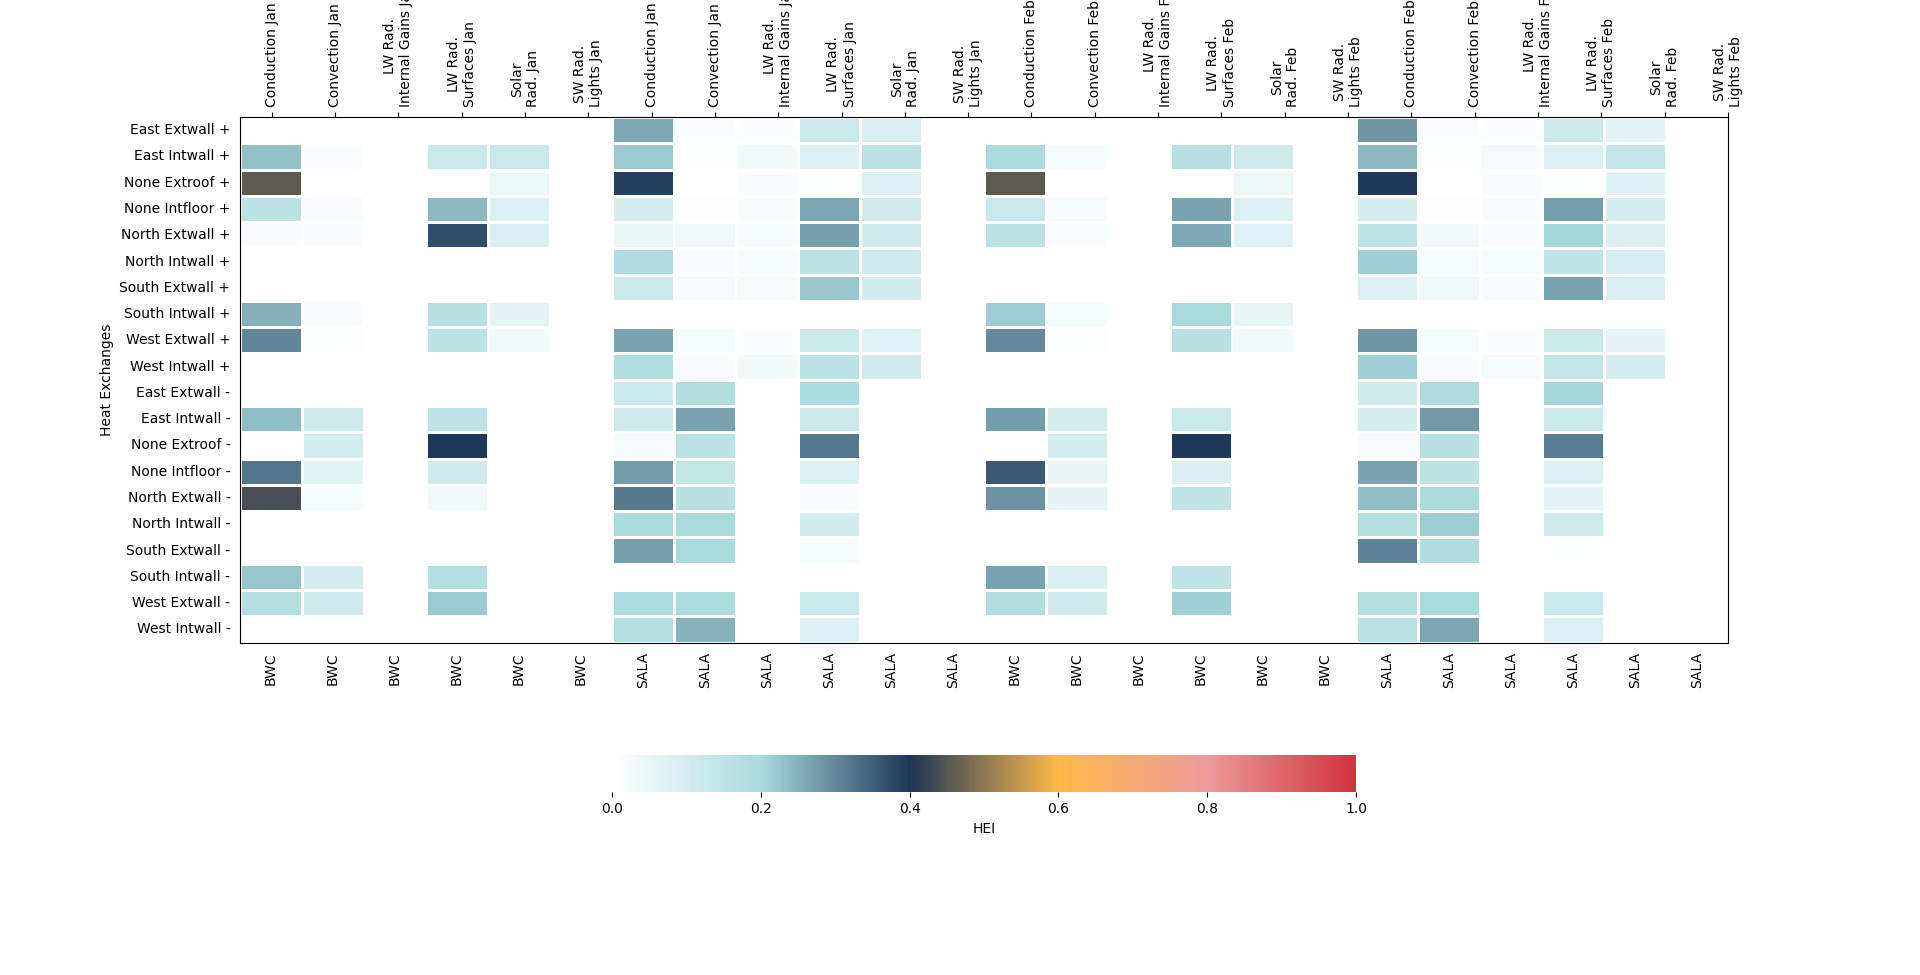 Conduction Jan
Convection Jan
LW Rad.
Internal Gains
LW Rad.
Surfaces Jan
Solar
Rad. Jan
SW Rad.
Lights Jan
Conduction Jan
Convection Jan
LW Rad.
Internal Gains
LW Rad.
Surfaces Jan
Solar
Rad. Jan
SW Rad.
Lights Jan
Conduction Feb
Convection Feb
LW Rad.
Internal Gains
LW Rad.
Surfaces Feb
Solar
Rad. Feb
SW Rad.
Lights Feb
Conduction Feb
Convection Feb
LW Rad.
Internal Gains
LW Rad.
Surfaces Feb
Solar
Rad. Feb
SW Rad.
Lights Feb
Heat Exchanges
East Extwall +
East Intwall +
None Extroof +
None Intfloor +
North Extwall +
North Intwall +
South Extwall +
South Intwall +
West Extwall +
West Intwall +
East Extwall -
East Intwall -
None Extroof -
None Intfloor -
North Extwall -
North Intwall -
South Extwall -
South Intwall -
West Extwall -
West Intwall -
BWC
BWC
BWC
BWC
BWC
BWC
SALA
SALA
SALA
SALA
SALA
SALA
BWC
BWC
BWC
BWC
BWC
BWC
SALA
SALA
SALA
SALA
SALA
SALA
0.0
0.2
0.4
0.6
0.8
1.0
HEI